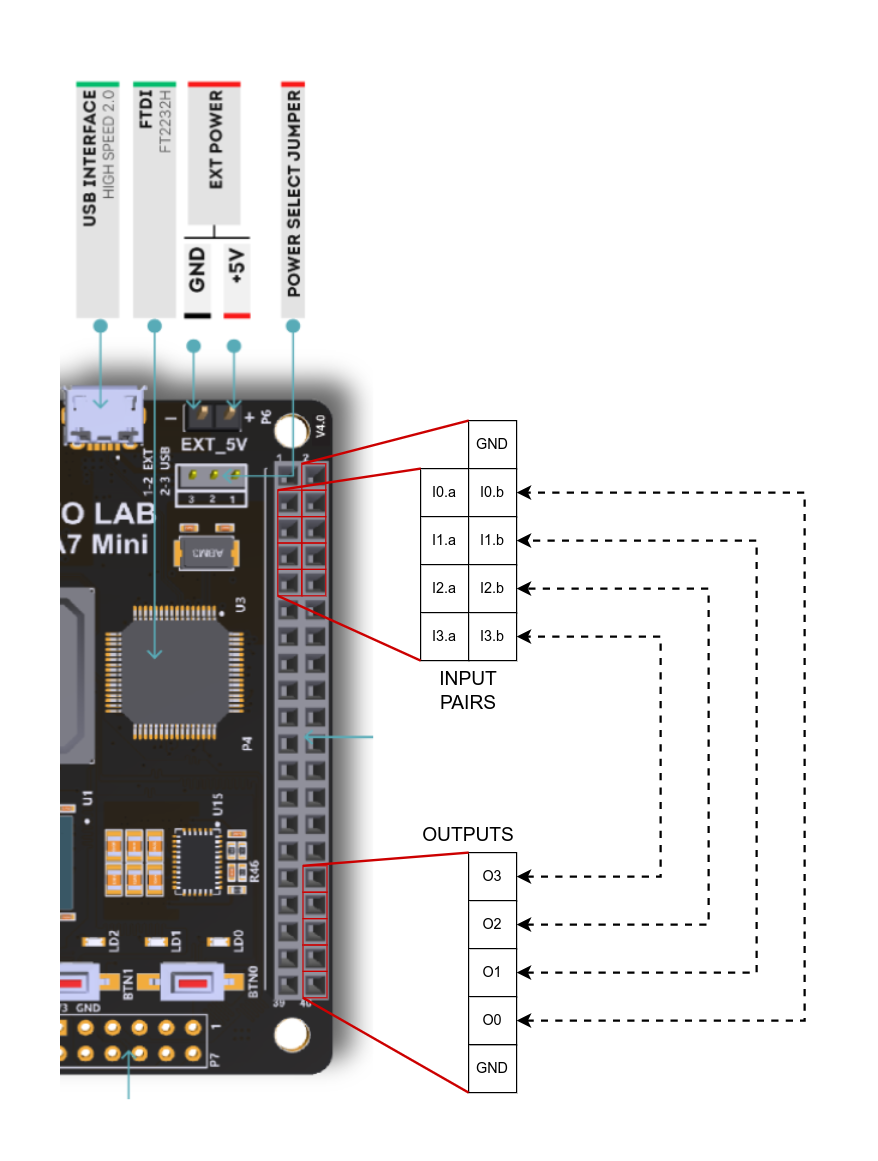 USB INTERFACE
HIGH SPEED 2.0
FTDI
FT2232H
EXT POWER
GND
+5V
POWER SELECT JUMPER
− +
P6
V4.0
EXT_5V
1 2
1-2 EXT
2-3 USB
3 2 1
O LAB
A7 Mini
U3
P4
U1
U15
R46
LD2
LD1
LD0
BTN1
BTN0
39 40
V3 GND
1
P7
GND
I0.a I0.b
I1.a I1.b
I2.a I2.b
I3.a I3.b
INPUT
PAIRS
OUTPUTS
O3
O2
O1
O0
GND